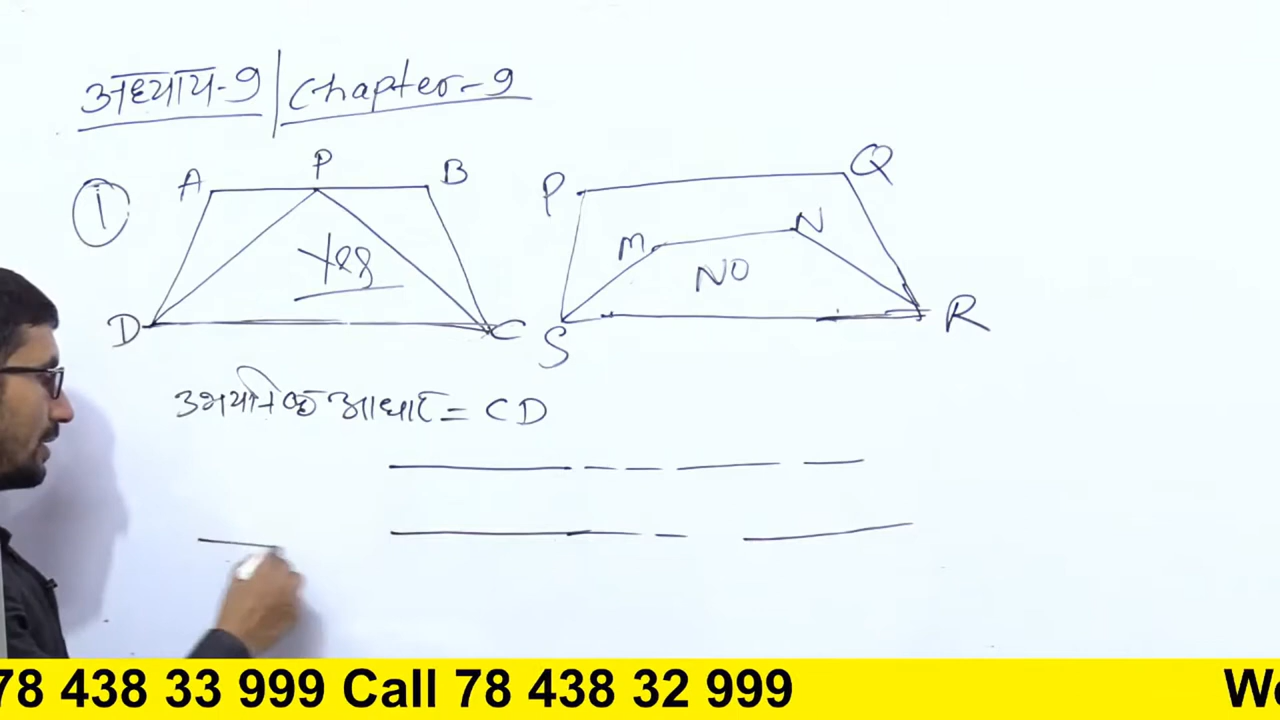 अध्याय-9 | Chapter-9
①
A P B
D C
Yes
P Q
M N
S R
NO
उभयनिष्ठ आधार = CD
78 438 33 999 Call 78 438 32 999
We